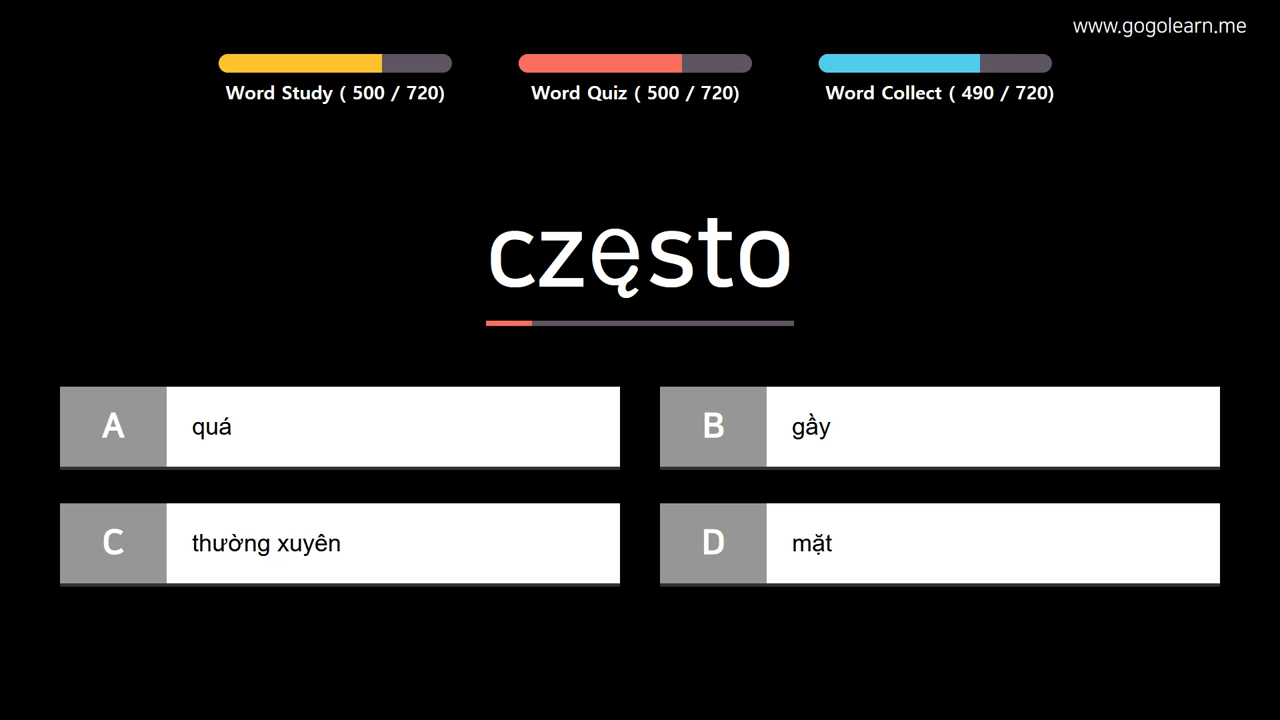 www.gogolearn.me
Word Study ( 500 / 720)
Word Quiz ( 500 / 720)
Word Collect ( 490 / 720)
często
A
quá
B
gầy
C
thường xuyên
D
mặt